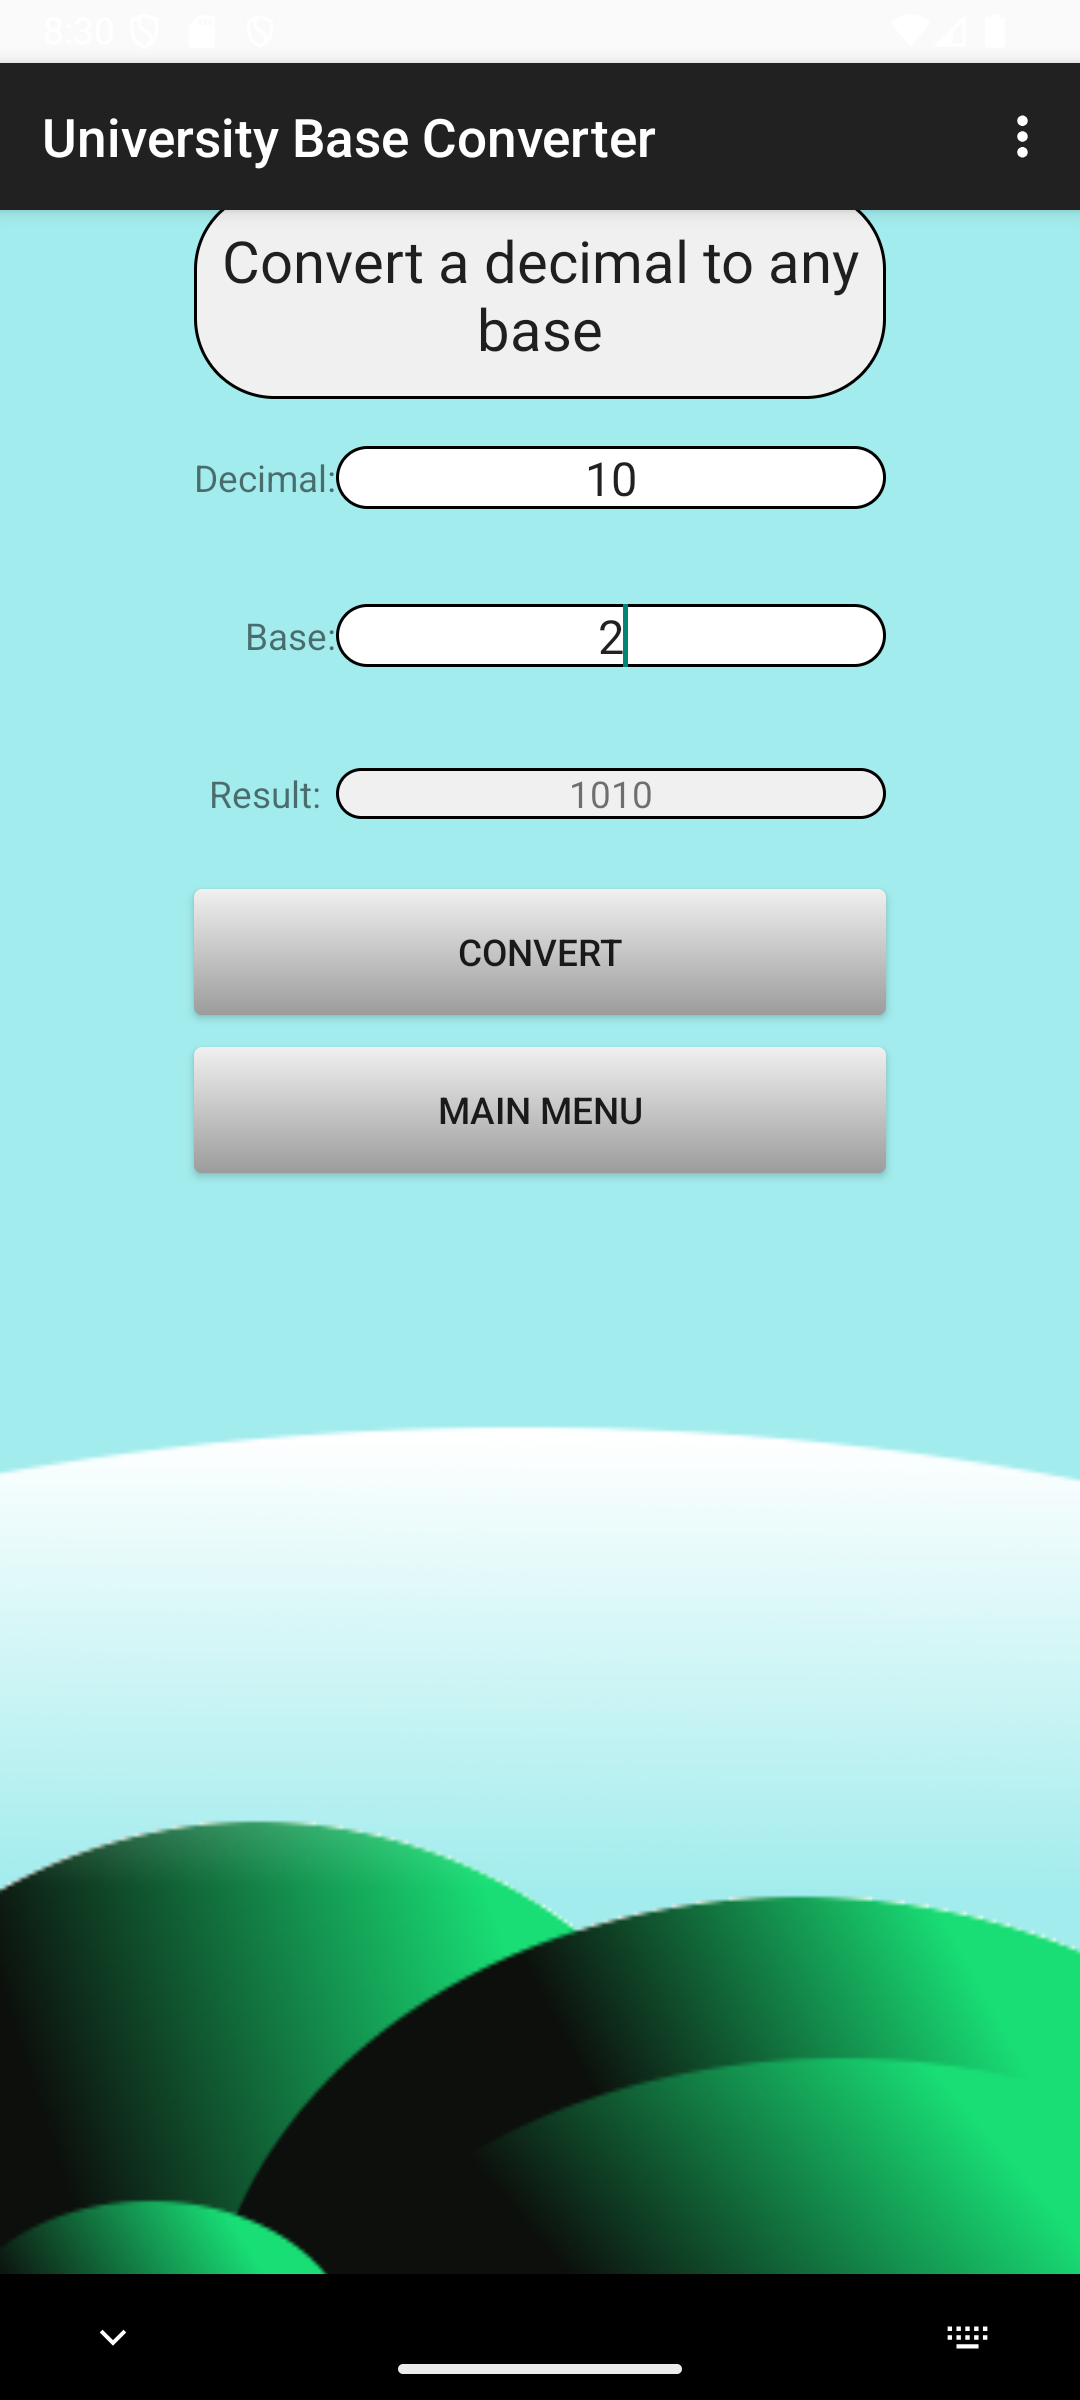 8:30
University Base Converter
Convert a decimal to any
base
Decimal: 10
Base: 2
Result: 1010
CONVERT
MAIN MENU